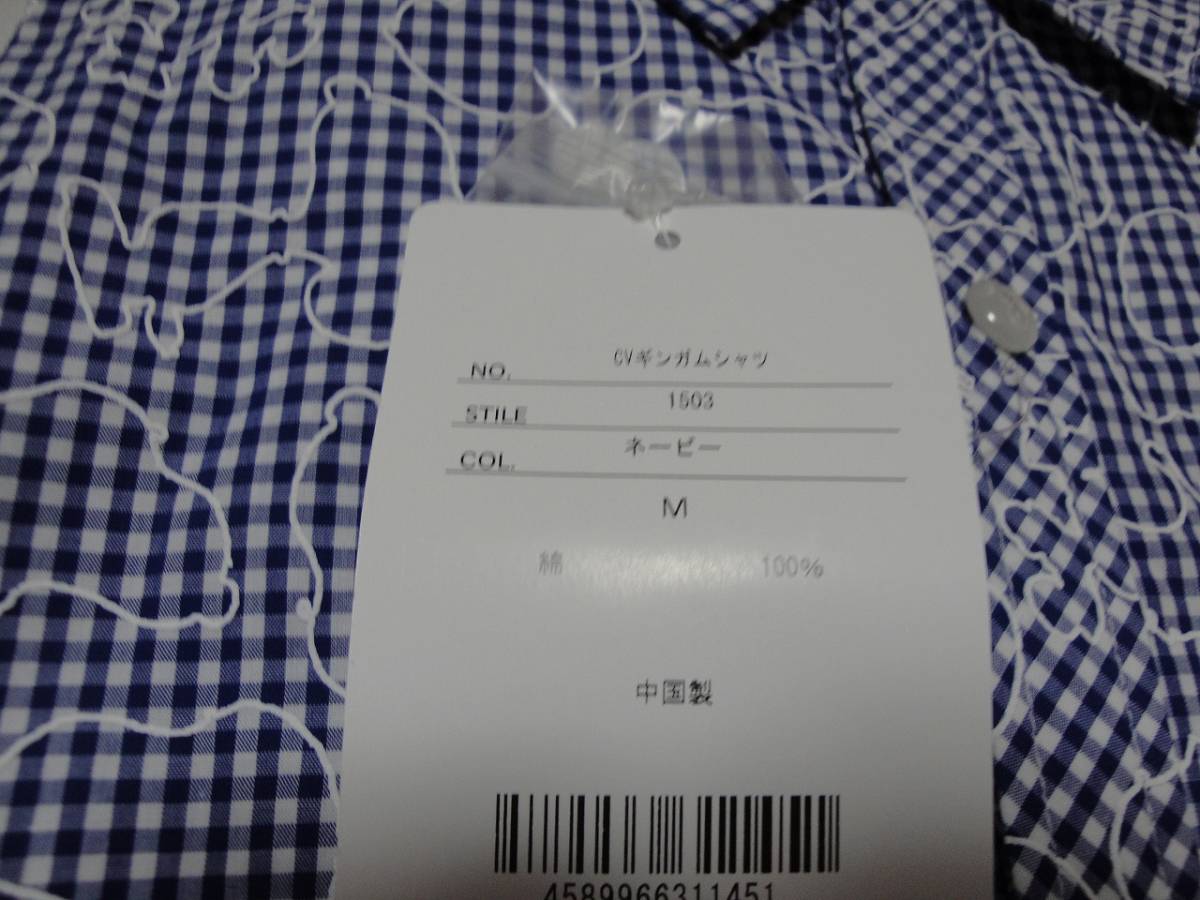 NO. CVギンガムシャツ
STILE 1503
COL. ネービー
M
綿 100%
中国製
4589966311451